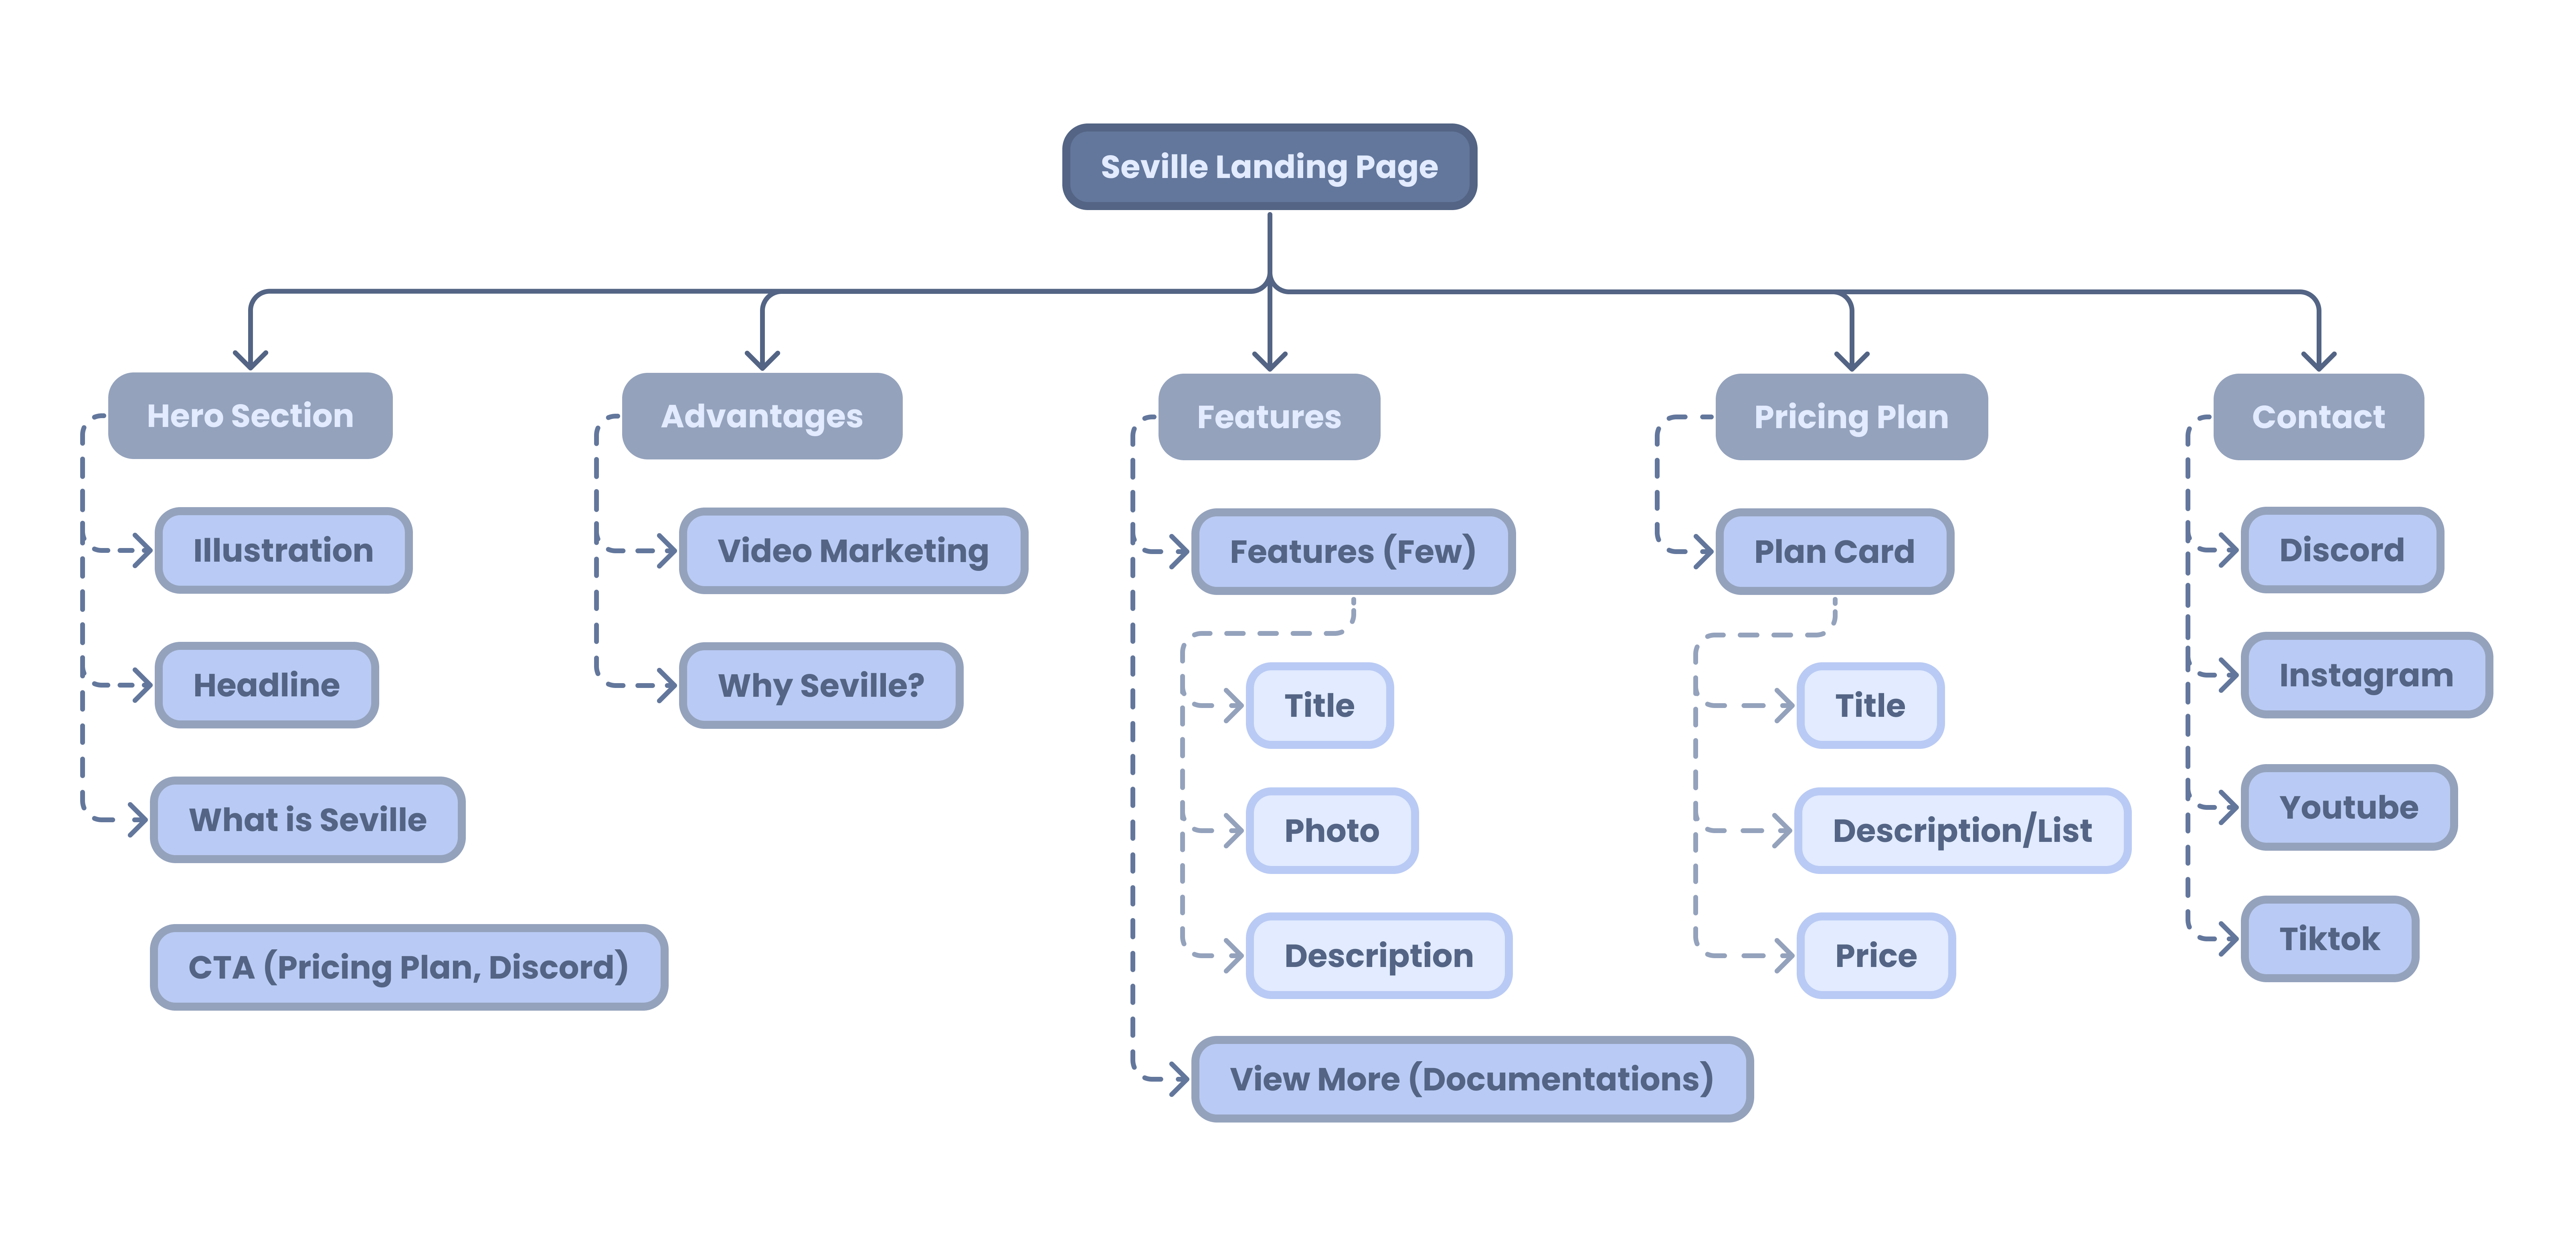 Seville Landing Page
Hero Section
Illustration
Headline
What is Seville
CTA (Pricing Plan, Discord)
Advantages
Video Marketing
Why Seville?
Features
Features (Few)
Title
Photo
Description
View More (Documentations)
Pricing Plan
Plan Card
Title
Description/List
Price
Contact
Discord
Instagram
Youtube
Tiktok